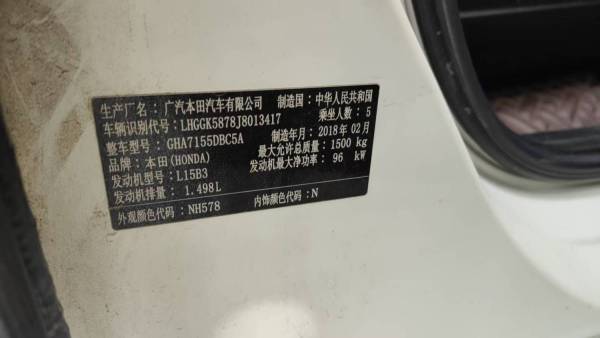 生产厂名：广汽本田汽车有限公司 制造国：中华人民共和国
车辆识别代号：LHGGK5878J8013417 乘坐人数：5
整车型号：GHA7155DBC5A 制造年月：2018年02月
品牌：本田(HONDA) 最大允许总质量：1500 kg
发动机型号：L15B3 发动机最大净功率：96 kW
发动机排量：1.498L
外观颜色代码：NH578 内饰颜色代码：N